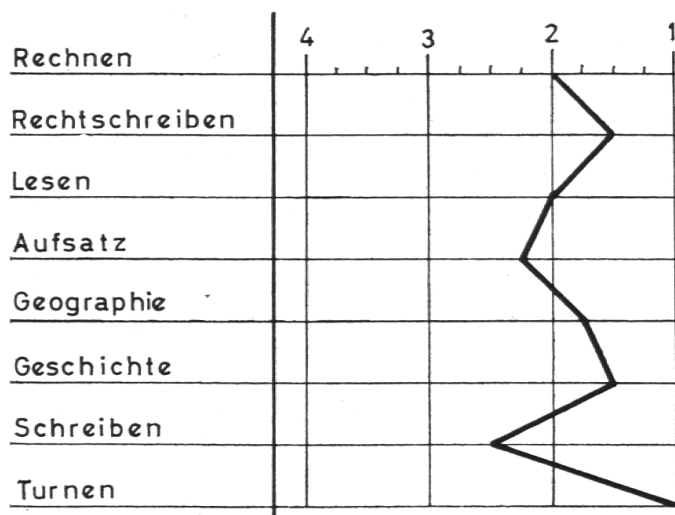 4 3 2 1
Rechnen
Rechtschreiben
Lesen
Aufsatz
Geographie
Geschichte
Schreiben
Turnen